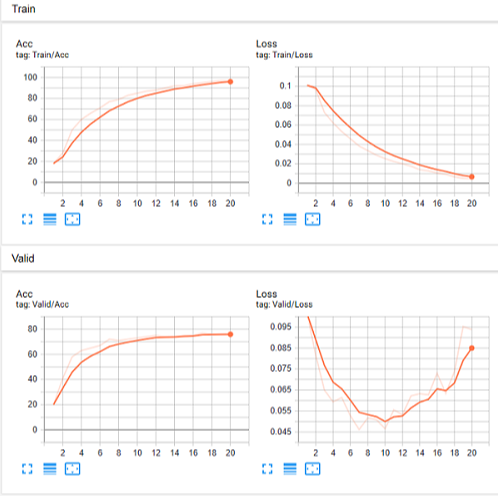 Train
Acc
tag: Train/Acc
100
80
60
40
20
0
2 4 6 8 10 12 14 16 18 20
Loss
tag: Train/Loss
0.1
0.08
0.06
0.04
0.02
0
2 4 6 8 10 12 14 16 18 20
Valid
Acc
tag: Valid/Acc
80
60
40
20
0
2 4 6 8 10 12 14 16 18 20
Loss
tag: Valid/Loss
0.095
0.085
0.075
0.065
0.055
0.045
2 4 6 8 10 12 14 16 18 20